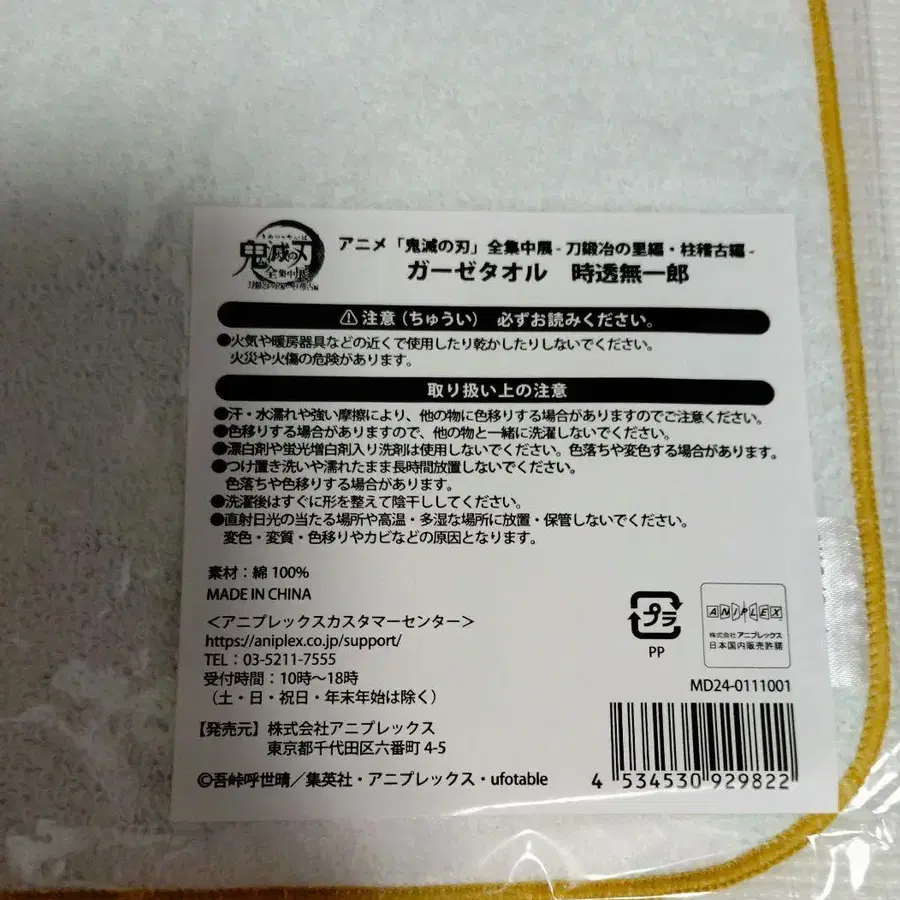 きめつのやいば
鬼滅の刃
全集中展
刀鍛冶の里編・柱稽古編
アニメ「鬼滅の刃」全集中展 - 刀鍛冶の里編・柱稽古編 -
ガーゼタオル 時透無一郎
⚠注意（ちゅうい） 必ずお読みください。
●火気や暖房器具などの近くで使用したり乾かしたりしないでください。
火災や火傷の危険があります。
取り扱い上の注意
●汗・水濡れや強い摩擦により、他の物に色移りする場合がありますのでご注意ください。
●色移りする場合がありますので、他の物と一緒に洗濯しないでください。
●漂白剤や蛍光増白剤入り洗剤は使用しないでください。色落ちや変色する場合があります。
●つけ置き洗いや濡れたまま長時間放置しないでください。
色落ちや色移りする場合があります。
●洗濯後はすぐに形を整えて陰干ししてください。
●直射日光の当たる場所や高温・多湿な場所に放置・保管しないでください。
変色・変質・色移りやカビなどの原因となります。
素材：綿 100%
MADE IN CHINA
＜アニプレックスカスタマーセンター＞
https://aniplex.co.jp/support/
TEL：03-5211-7555
受付時間：10時～18時
（土・日・祝日・年末年始は除く）
【発売元】株式会社アニプレックス
東京都千代田区六番町 4-5
©吾峠呼世晴／集英社・アニプレックス・ufotable
プラ
PP
ANIPLEX
株式会社アニプレックス
日本国内販売許諾
MD24-0111001
4 534530 929822